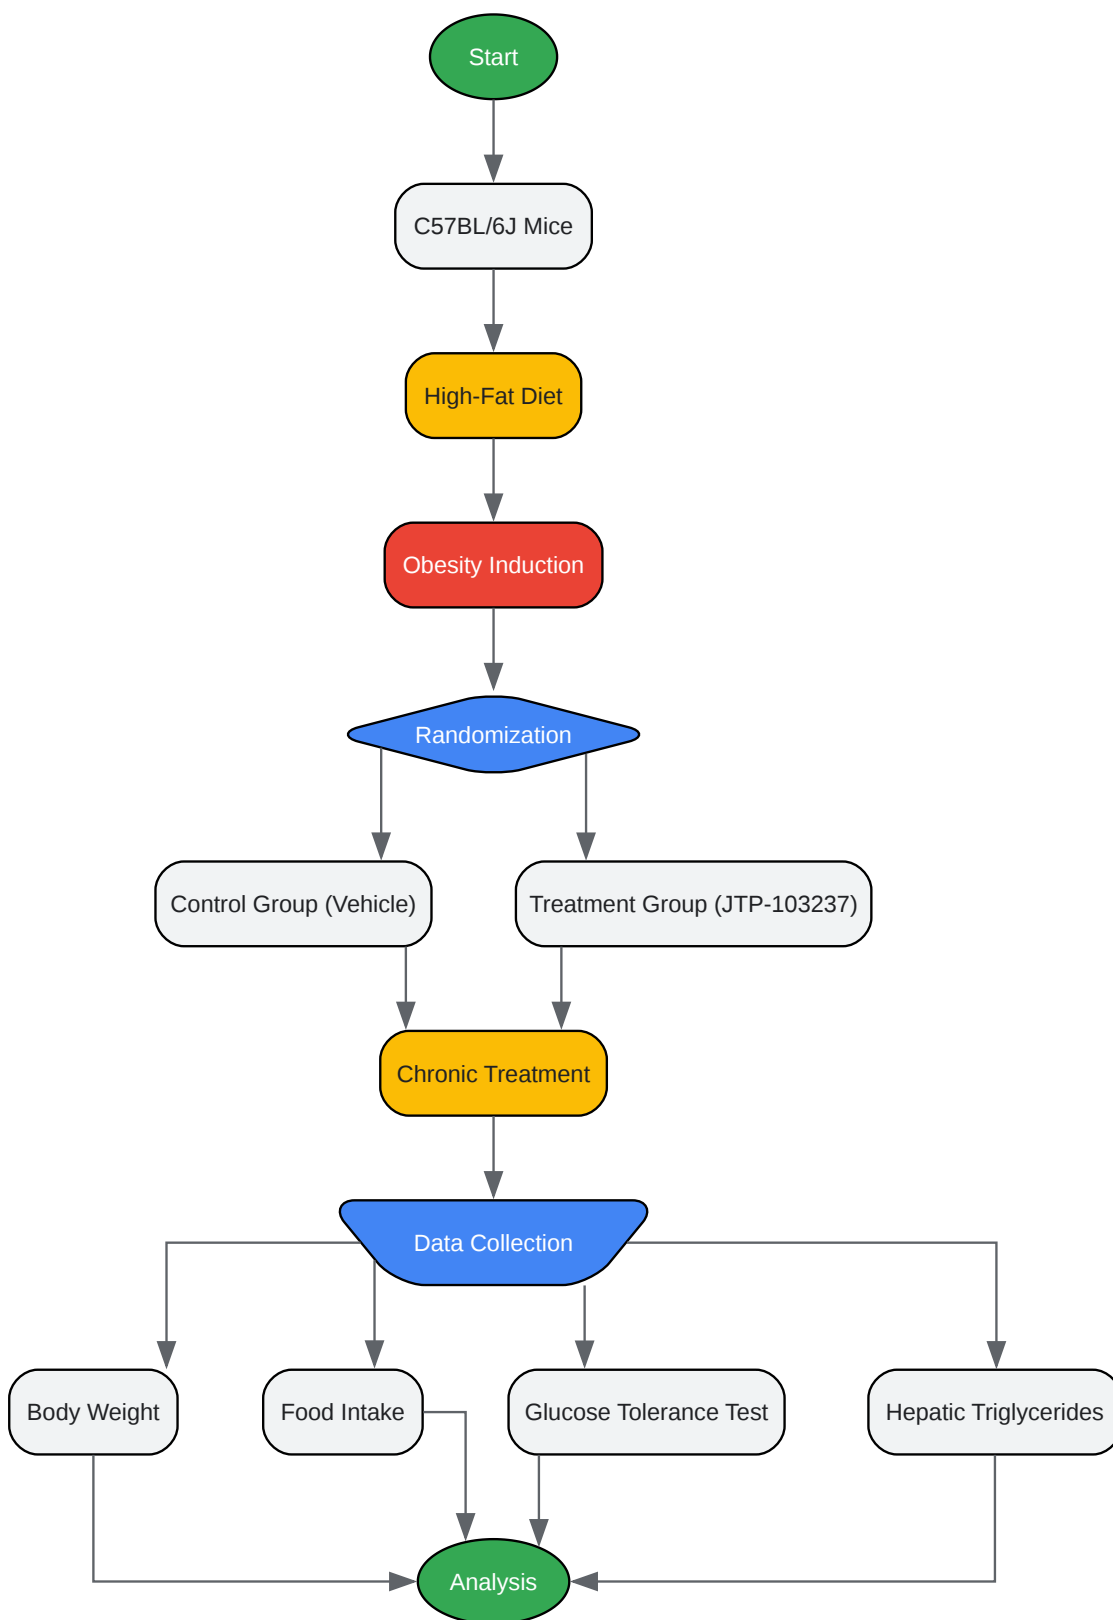 Start
C57BL/6J Mice
High-Fat Diet
Obesity Induction
Randomization
Control Group (Vehicle)
Treatment Group (JTP-103237)
Chronic Treatment
Data Collection
Body Weight
Food Intake
Glucose Tolerance Test
Hepatic Triglycerides
Analysis